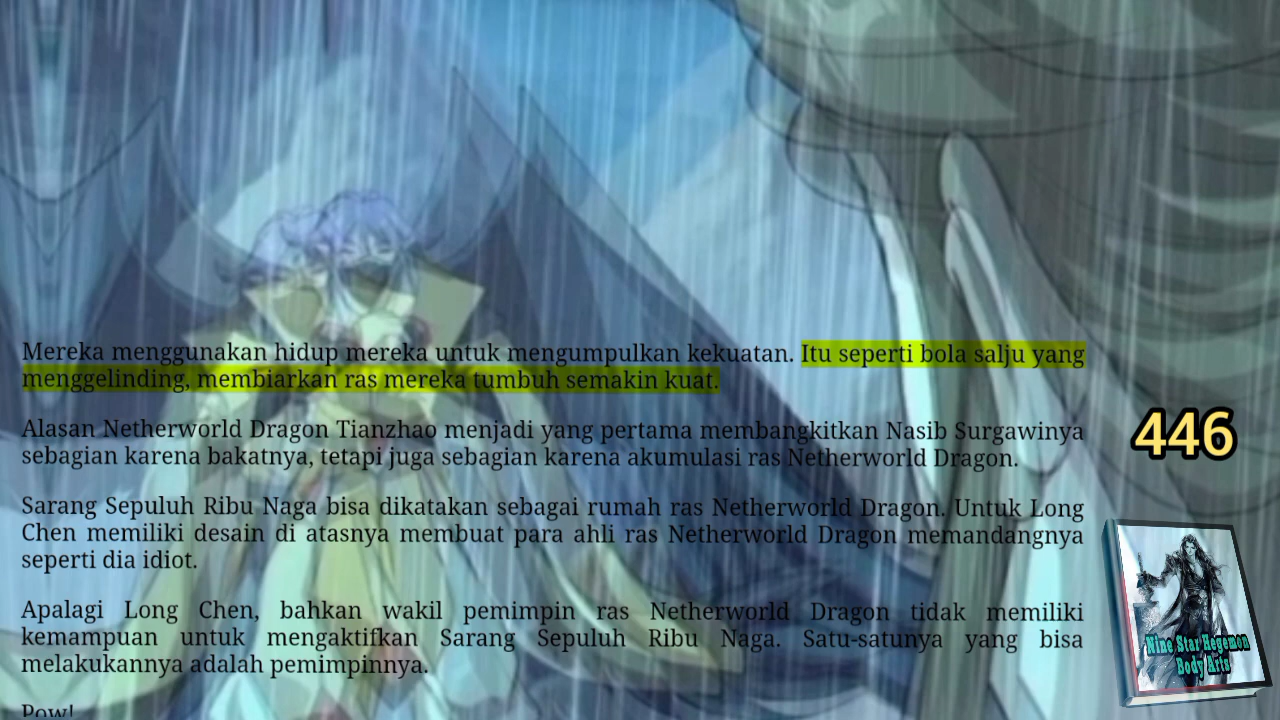 Mereka menggunakan hidup mereka untuk mengumpulkan kekuatan. Itu seperti bola salju yang
menggelinding, membiarkan ras mereka tumbuh semakin kuat.
Alasan Netherworld Dragon Tianzhao menjadi yang pertama membangkitkan Nasib Surgawinya
sebagian karena bakatnya, tetapi juga sebagian karena akumulasi ras Netherworld Dragon.
Sarang Sepuluh Ribu Naga bisa dikatakan sebagai rumah ras Netherworld Dragon. Untuk Long
Chen memiliki desain di atasnya membuat para ahli ras Netherworld Dragon memandangnya
seperti dia idiot.
Apalagi Long Chen, bahkan wakil pemimpin ras Netherworld Dragon tidak memiliki
kemampuan untuk mengaktifkan Sarang Sepuluh Ribu Naga. Satu-satunya yang bisa
melakukannya adalah pemimpinnya.
Pow!
446
Nine Star Hegemon
Body Arts